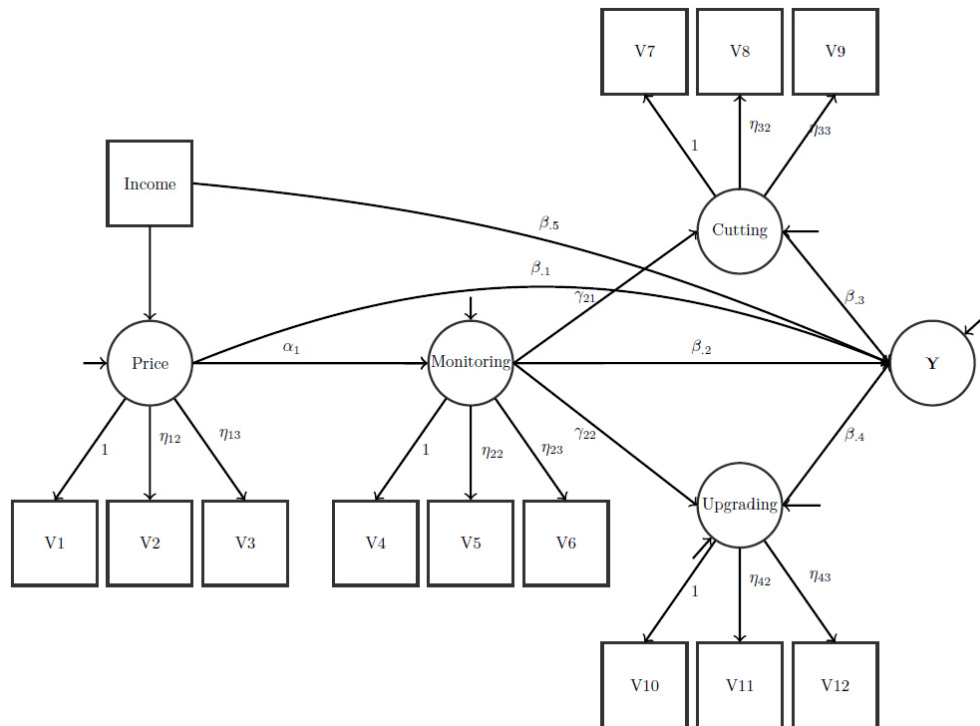 V7
V8
V9
1
η₃₂
η₃₃
Income
Cutting
β.₅
β.₁
γ₂₁
β.₃
Price
α₁
Monitoring
β.₂
Y
1
η₁₂
η₁₃
1
η₂₂
η₂₃
γ₂₂
β.₄
Upgrading
V1
V2
V3
V4
V5
V6
1
η₄₂
η₄₃
V10
V11
V12